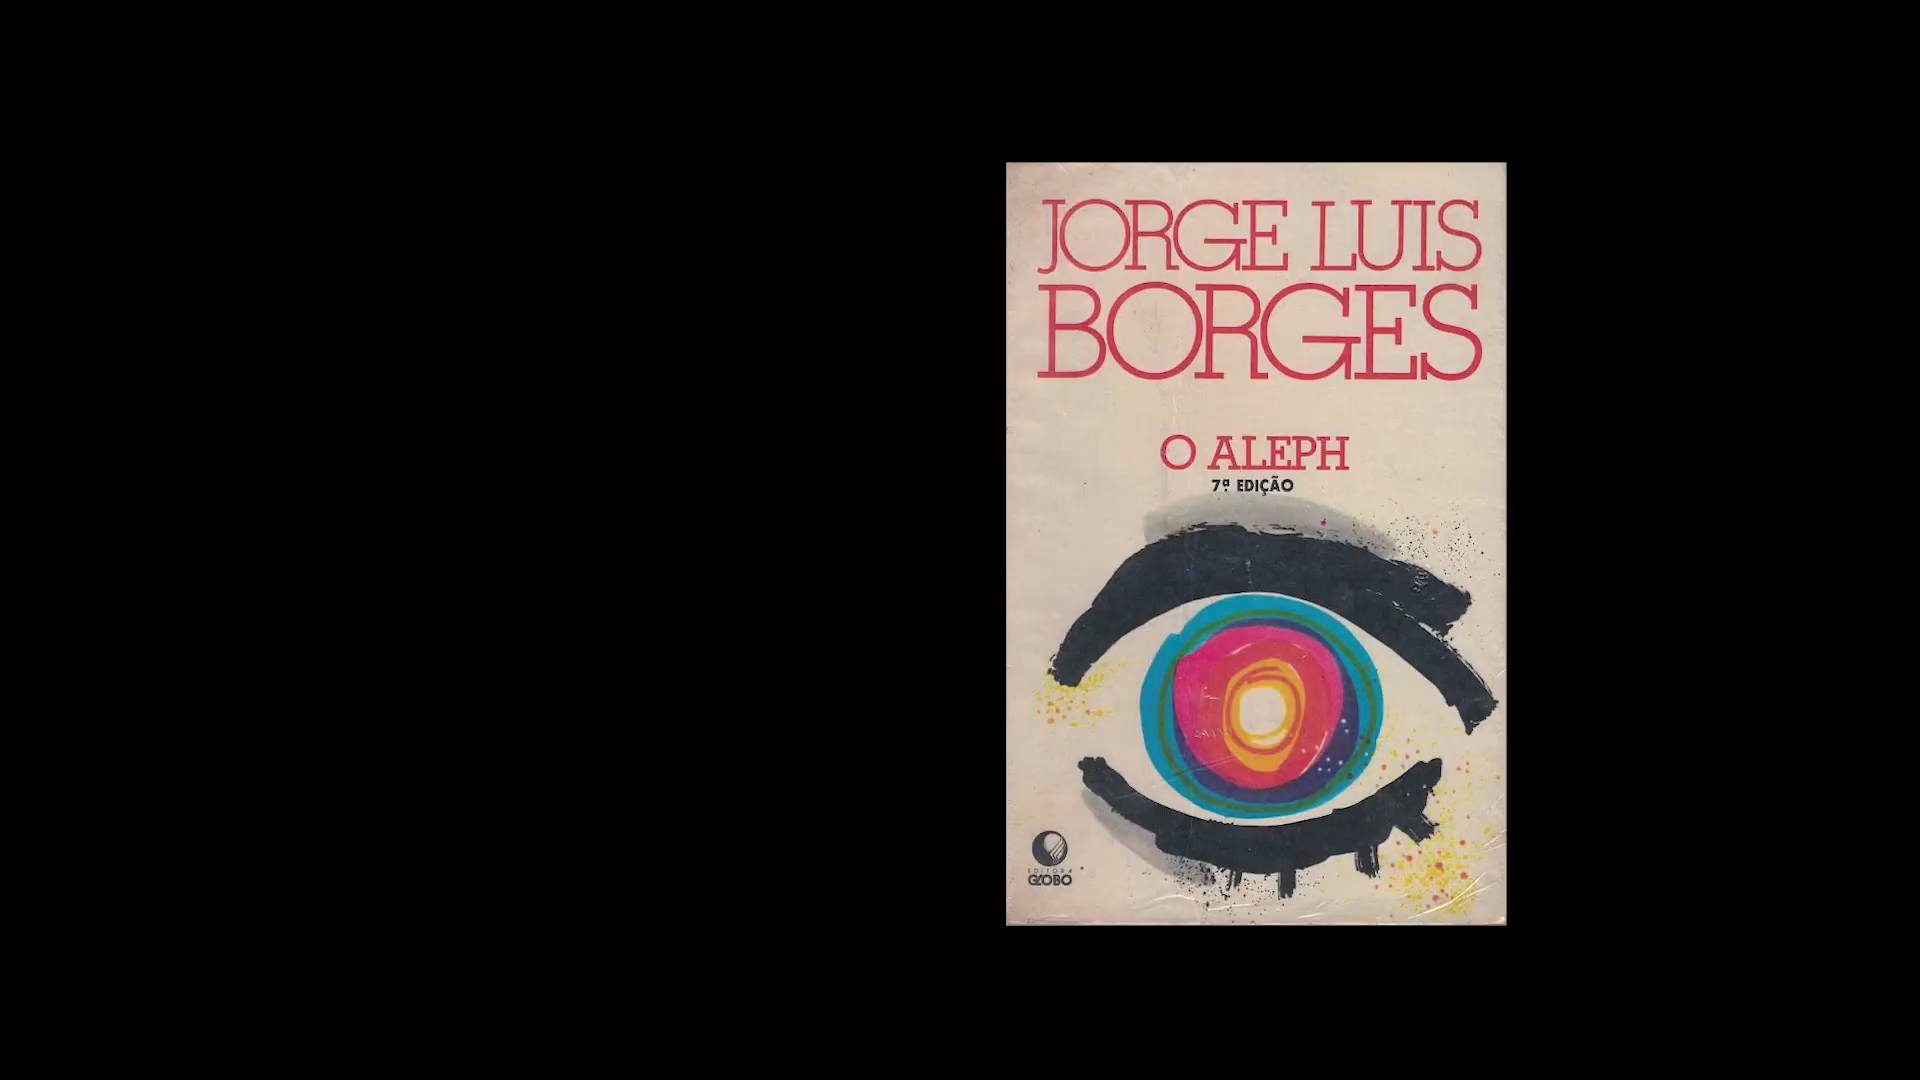 JORGE LUIS
BORGES
O ALEPH
7ª EDIÇÃO
EDITORA
GLOBO